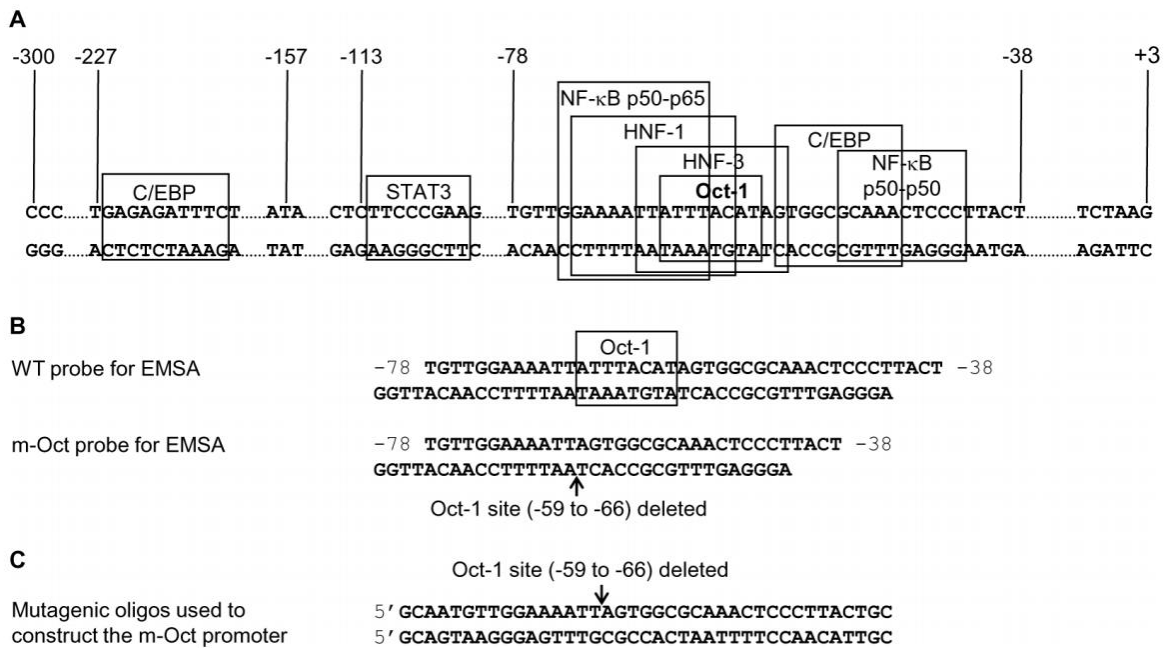 A
-300 -227 -157 -113 -78 -38 +3
NF-κB p50-p65
HNF-1
C/EBP
HNF-3
NF-κB
p50-p50
C/EBP
STAT3
Oct-1
CCC......TGAGAGATTTCT....ATA....CTCTTCCCGAAG....TGTTGGAAAATTATTTACATAGTGGCGCAAACTCCCTTACT............TCTAAG
GGG....ACTCTCTAAAGA TAT GAGAAGGGCTTC ACAACCTTTTAATAAATGTATCACCGCGTTTGAGGGAATGA AGATTC
B
Oct-1
WT probe for EMSA -78 TGTTGGAAAATTATTTACATAGTGGCGCAAACTCCCTTACT -38
GGTTACAACCTTTTAATAAATGTATCACCGCGTTTGAGGGA
m-Oct probe for EMSA -78 TGTTGGAAAATTAGTGGCGCAAACTCCCTTACT -38
GGTTACAACCTTTTAATCACCGCGTTTGAGGGA
Oct-1 site (-59 to -66) deleted
C
Oct-1 site (-59 to -66) deleted
Mutagenic oligos used to 5'GCAATGTTGGAAAATTAGTGGCGCAAACTCCCTTACTGC
construct the m-Oct promoter 5'GCAGTAAGGGAGTTTGCGCCACTAATTTTCCAACATTGC